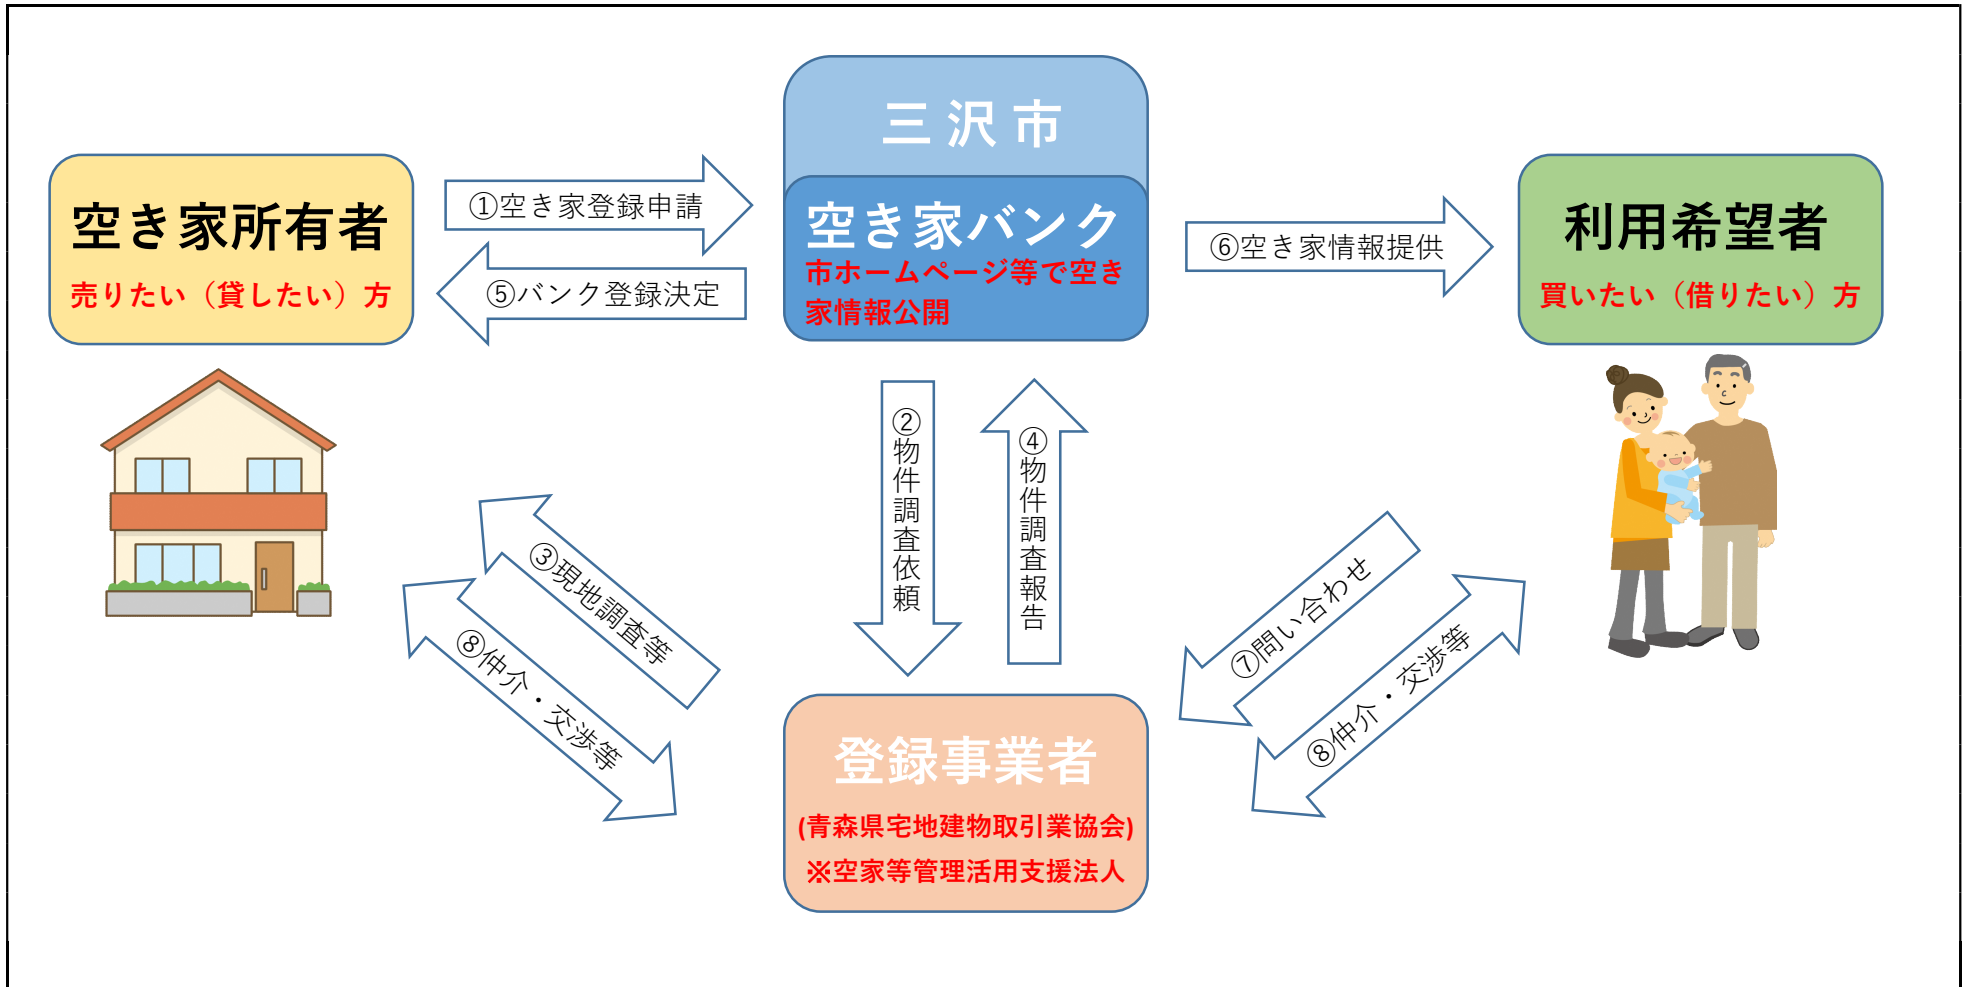 三沢市
空き家所有者
売りたい（貸したい）方
①空き家登録申請
⑤バンク登録決定
空き家バンク
市ホームページ等で空き
家情報公開
⑥空き家情報提供
利用希望者
買いたい（借りたい）方
②物件調査依頼
④物件調査報告
③現地調査等
⑧仲介・交渉等
⑦問い合わせ
⑧仲介・交渉等
登録事業者
(青森県宅地建物取引業協会)
※空家等管理活用支援法人